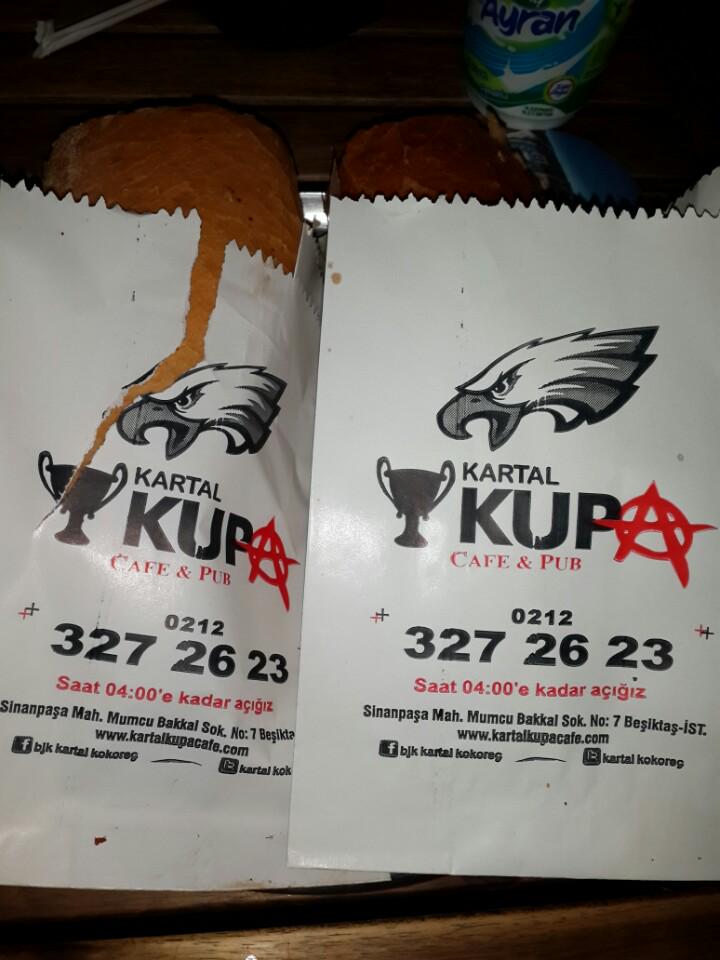 Ayran
KARTAL
KUPA
CAFE & PUB
0212
327 26 23
Saat 04:00'e kadar açığız
Sinanpaşa Mah. Mumcu Bakkal Sok. No: 7 Beşikta
www.kartalkupacafe.com
bjk kartal kokoreç
kartal kok
KARTAL
KUPA
CAFE & PUB
0212
327 26 23
Saat 04:00'e kadar açığız
Sinanpaşa Mah. Mumcu Bakkal Sok. No: 7 Beşiktaş-İST.
www.kartalkupacafe.com
bjk kartal kokoreç
kartal kokoreç